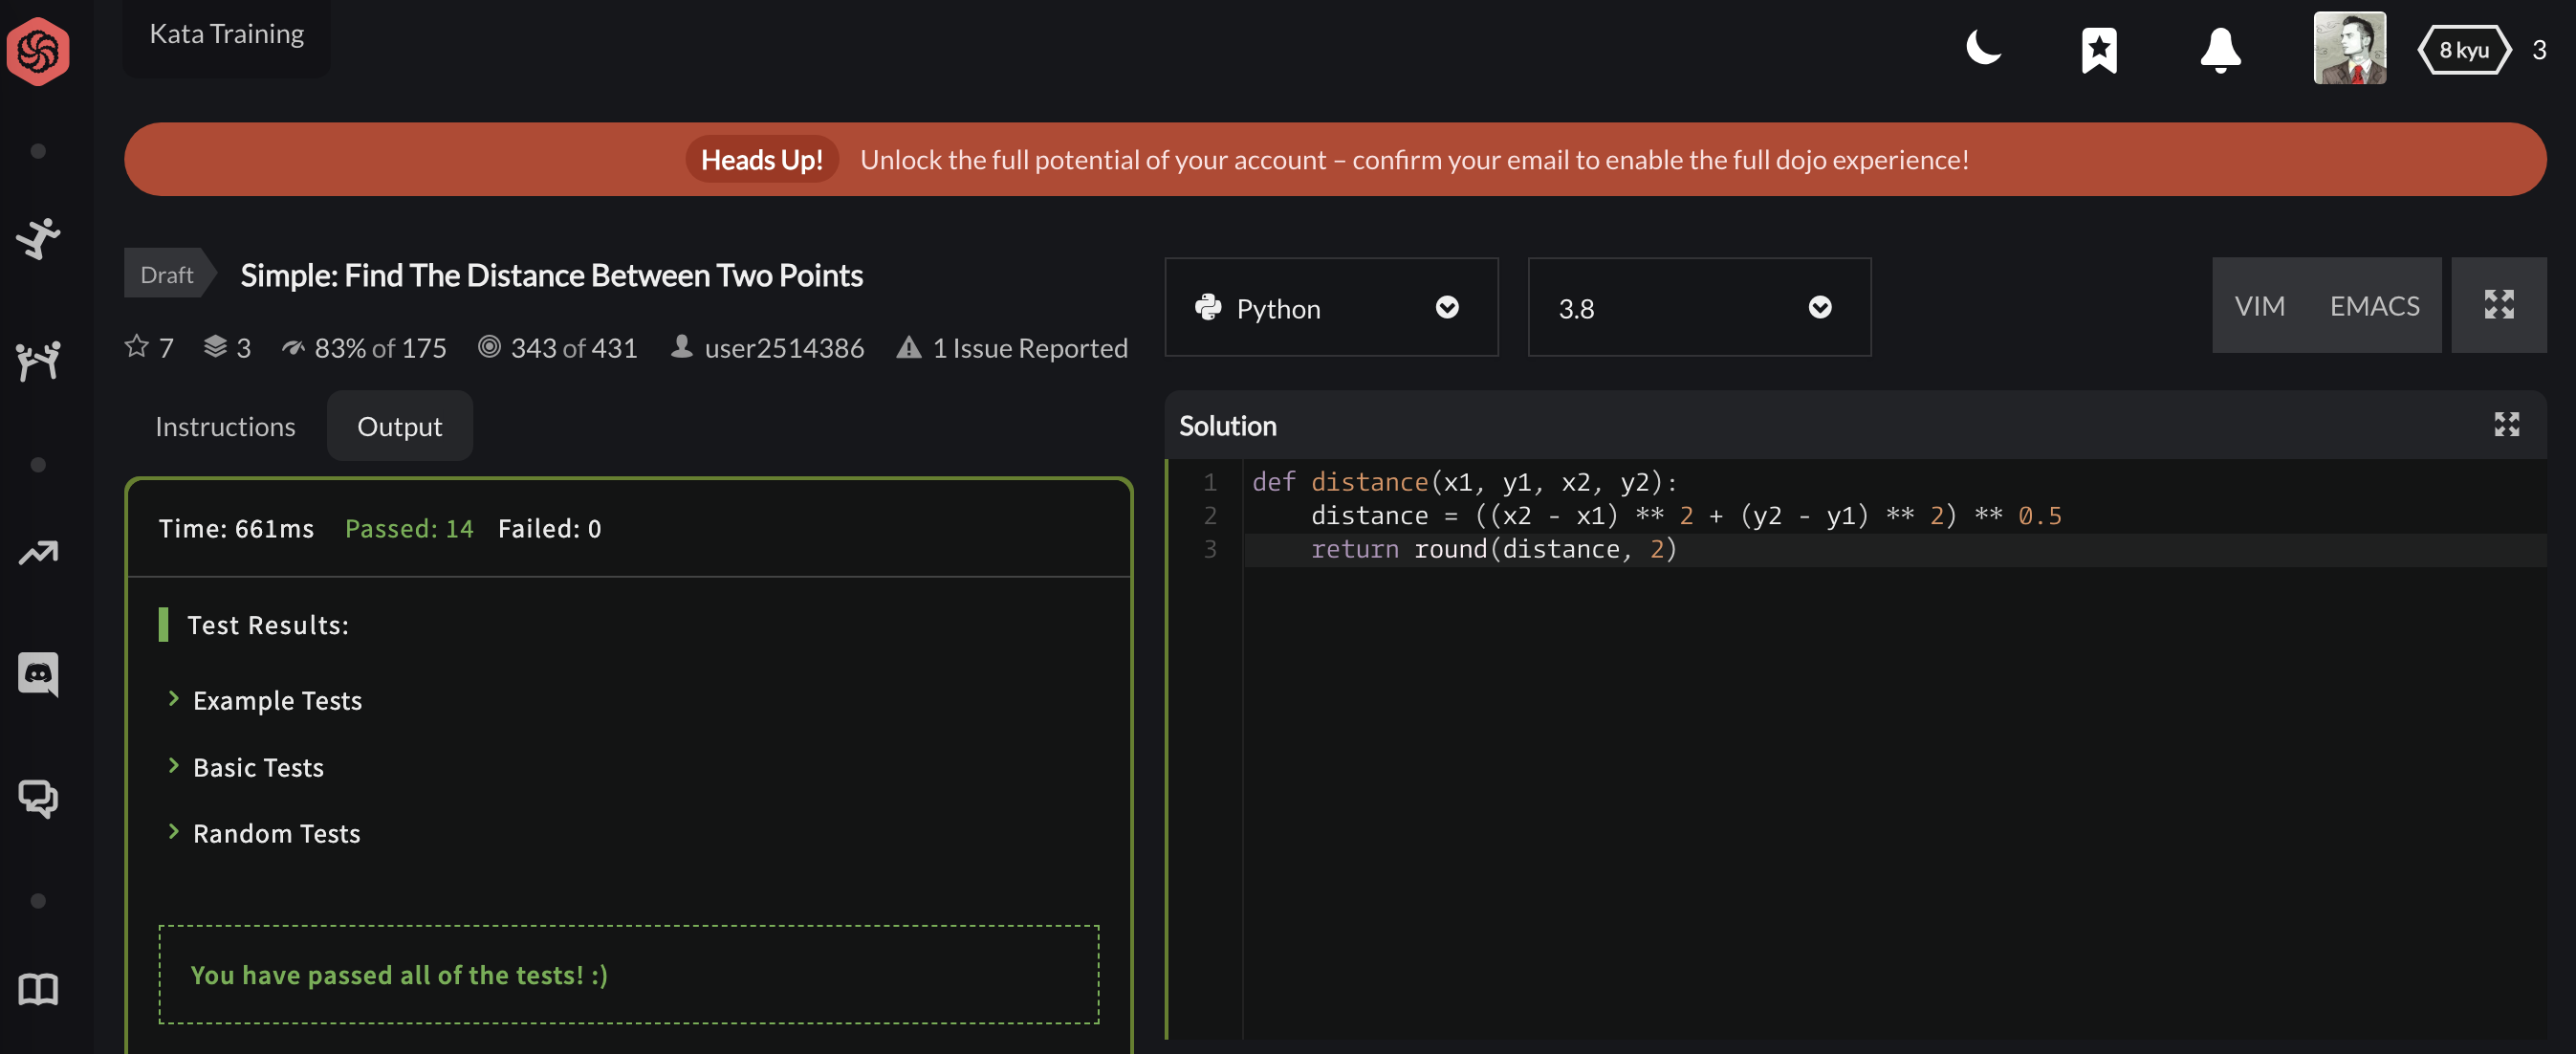 Kata Training
8 kyu 3
Heads Up! Unlock the full potential of your account – confirm your email to enable the full dojo experience!
Draft Simple: Find The Distance Between Two Points
7 3 83% of 175 343 of 431 user2514386 1 Issue Reported
Python 3.8 VIM EMACS
Instructions Output
Time: 661ms Passed: 14 Failed: 0
Test Results:
Example Tests
Basic Tests
Random Tests
You have passed all of the tests! :)
Solution
1 def distance(x1, y1, x2, y2):
2 distance = ((x2 - x1) ** 2 + (y2 - y1) ** 2) ** 0.5
3 return round(distance, 2)